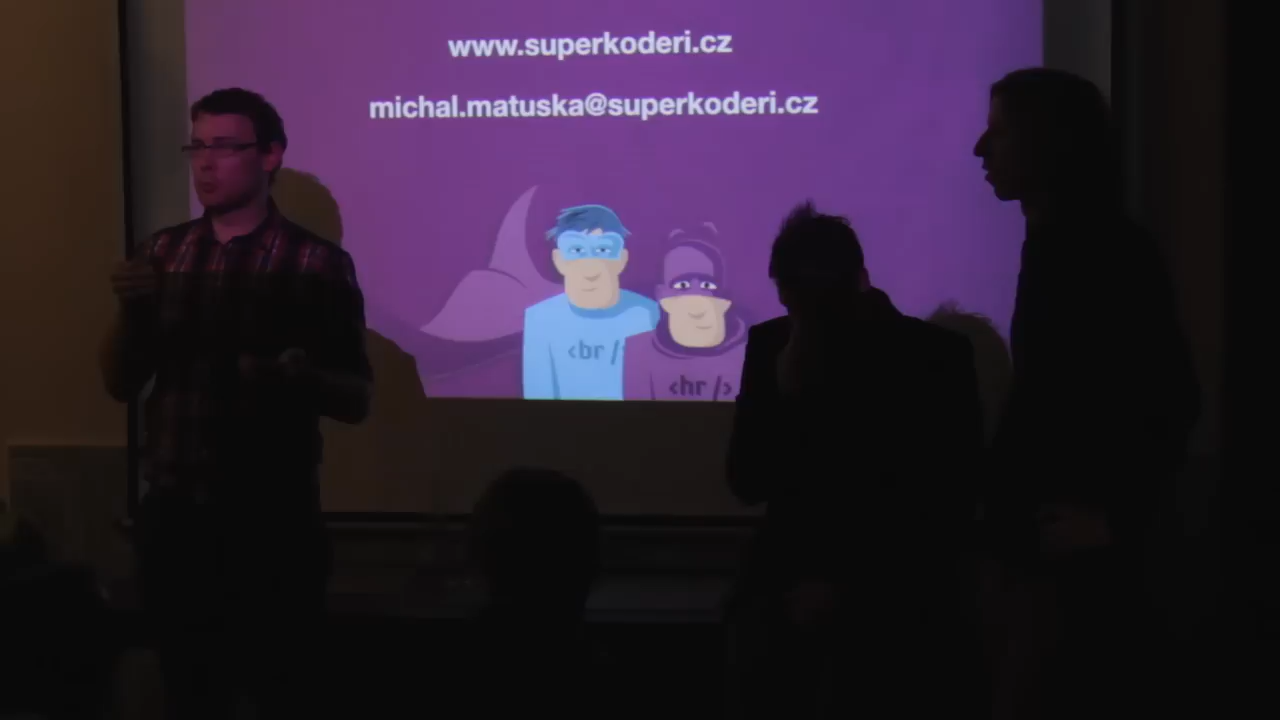 www.superkoderi.cz
michal.matuska@superkoderi.cz
<br />
<hr />